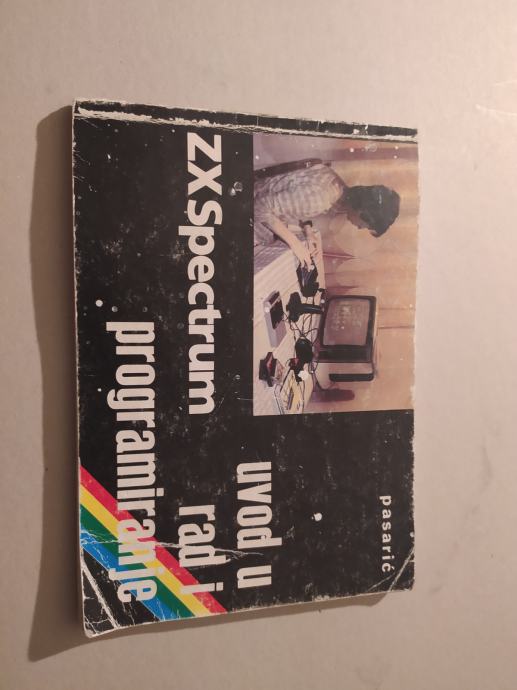 pasarić
uvod u
ZX Spectrum rad i
programiranje